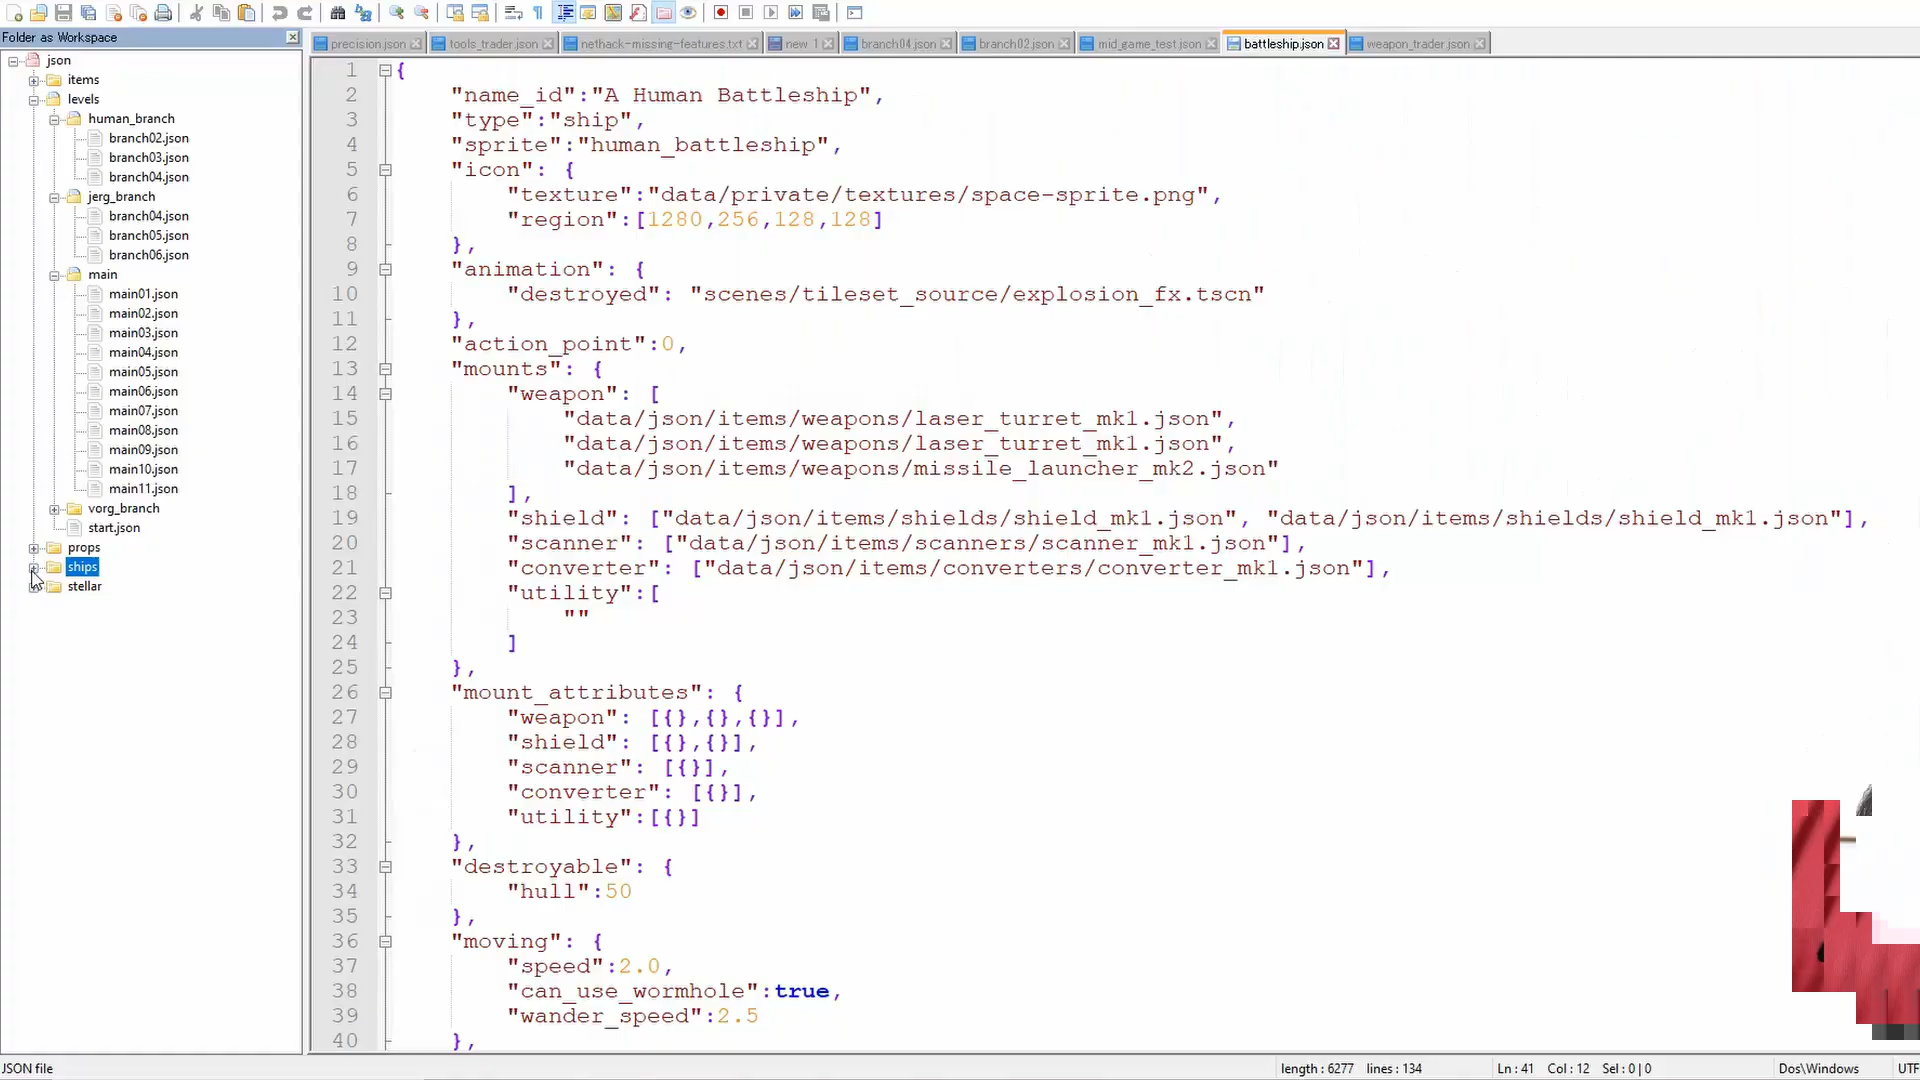 Folder as Workspace
json
items
levels
human_branch
branch02.json
branch03.json
branch04.json
jerg_branch
branch04.json
branch05.json
branch06.json
main
main01.json
main02.json
main03.json
main04.json
main05.json
main06.json
main07.json
main08.json
main09.json
main10.json
main11.json
vorg_branch
start.json
props
ships
stellar
precision.json
tools_trader.json
nethack-missing-features.txt
new 1
branch04.json
branch02.json
mid_game_test.json
battleship.json
weapon_trader.json
1 {
2 "name_id":"A Human Battleship",
3 "type":"ship",
4 "sprite":"human_battleship",
5 "icon": {
6 "texture":"data/private/textures/space-sprite.png",
7 "region":[1280,256,128,128]
8 },
9 "animation": {
10 "destroyed": "scenes/tileset_source/explosion_fx.tscn"
11 },
12 "action_point":0,
13 "mounts": {
14 "weapon": [
15 "data/json/items/weapons/laser_turret_mk1.json",
16 "data/json/items/weapons/laser_turret_mk1.json",
17 "data/json/items/weapons/missile_launcher_mk2.json"
18 ],
19 "shield": ["data/json/items/shields/shield_mk1.json", "data/json/items/shields/shield_mk1.json"],
20 "scanner": ["data/json/items/scanners/scanner_mk1.json"],
21 "converter": ["data/json/items/converters/converter_mk1.json"],
22 "utility":[
23 ""
24 ]
25 },
26 "mount_attributes": {
27 "weapon": [{},{},{}],
28 "shield": [{},{}],
29 "scanner": [{}],
30 "converter": [{}],
31 "utility":[{}]
32 },
33 "destroyable": {
34 "hull":50
35 },
36 "moving": {
37 "speed":2.0,
38 "can_use_wormhole":true,
39 "wander_speed":2.5
40 },
JSON file
length : 6277 lines : 134
Ln : 41 Col : 12 Sel : 0 | 0
Dos\Windows
UTF